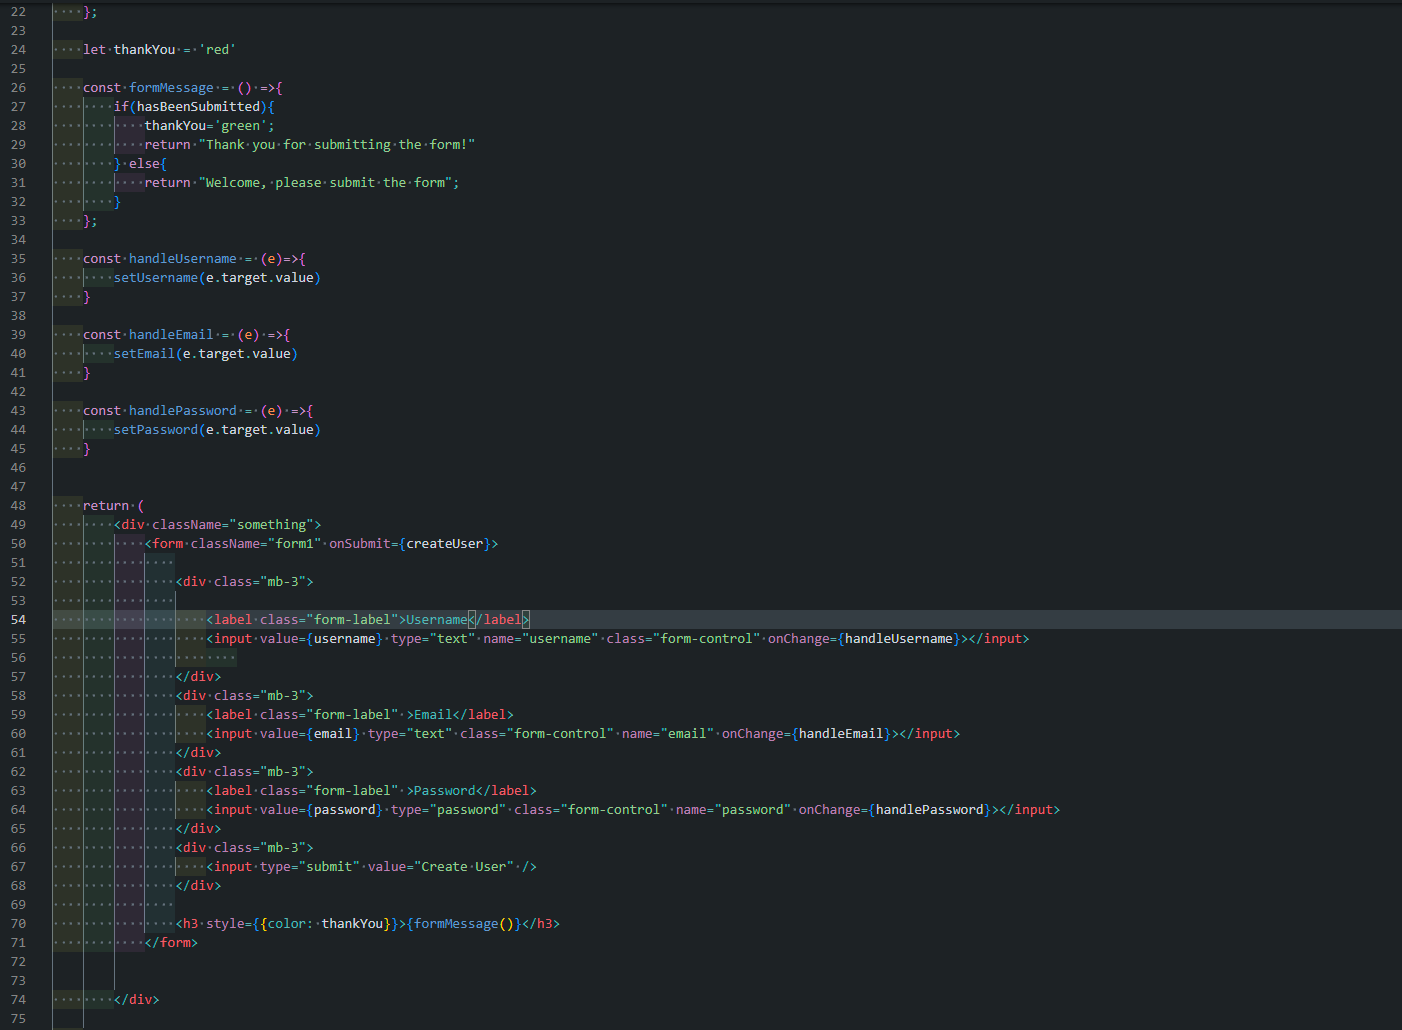 22 };
23
24 let thankYou = 'red'
25
26 const formMessage = () =>{
27 if(hasBeenSubmitted){
28 thankYou='green';
29 return "Thank you for submitting the form!"
30 } else{
31 return "Welcome, please submit the form";
32 }
33 };
34
35 const handleUsername = (e)=>{
36 setUsername(e.target.value)
37 }
38
39 const handleEmail = (e) =>{
40 setEmail(e.target.value)
41 }
42
43 const handlePassword = (e) =>{
44 setPassword(e.target.value)
45 }
46
47
48 return (
49 <div className="something">
50 <form className="form1" onSubmit={createUser}>
51
52 <div class="mb-3">
53
54 <label class="form-label">Username</label>
55 <input value={username} type="text" name="username" class="form-control" onChange={handleUsername}></input>
56
57 </div>
58 <div class="mb-3">
59 <label class="form-label" >Email</label>
60 <input value={email} type="text" class="form-control" name="email" onChange={handleEmail}></input>
61 </div>
62 <div class="mb-3">
63 <label class="form-label" >Password</label>
64 <input value={password} type="password" class="form-control" name="password" onChange={handlePassword}></input>
65 </div>
66 <div class="mb-3">
67 <input type="submit" value="Create User" />
68 </div>
69
70 <h3 style={{color: thankYou}}>{formMessage()}</h3>
71 </form>
72
73
74 </div>
75